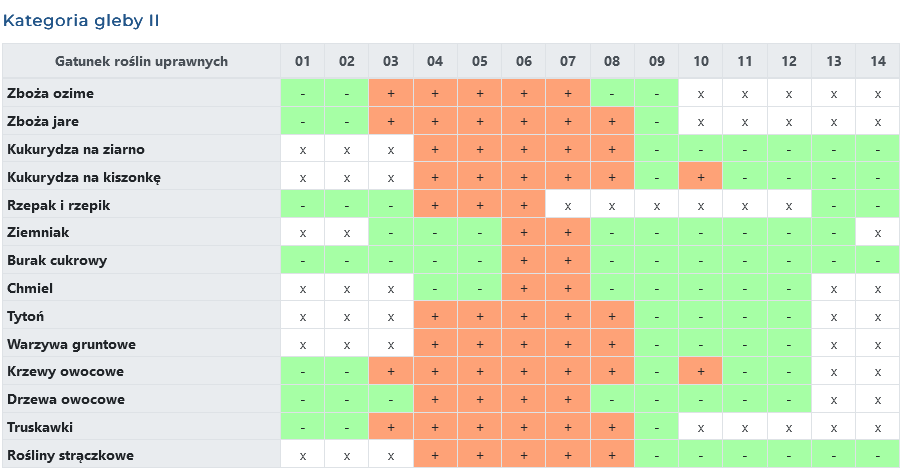 Kategoria gleby II
Gatunek roślin uprawnych 01 02 03 04 05 06 07 08 09 10 11 12 13 14
Zboża ozime - - + + + + + - - x x x x x
Zboża jare - - + + + + + + - x x x x x
Kukurydza na ziarno x x x + + + + + - - - - - -
Kukurydza na kiszonkę x x x + + + + + - + - - - -
Rzepak i rzepik - - - + + + x x x x x x - -
Ziemniak x x - - - + + - - - - - - x
Burak cukrowy - - - - - + + - - - - - - -
Chmiel x x x - - + + - - - - - x x
Tytoń x x x + + + + + - - - - x x
Warzywa gruntowe x x x + + + + + - - - - x x
Krzewy owocowe - - + + + + + + - + - - x x
Drzewa owocowe - - - + + + + - - - - - x x
Truskawki - - + + + + + + - x x x x x
Rośliny strączkowe x x x + + + + + - - - - - -